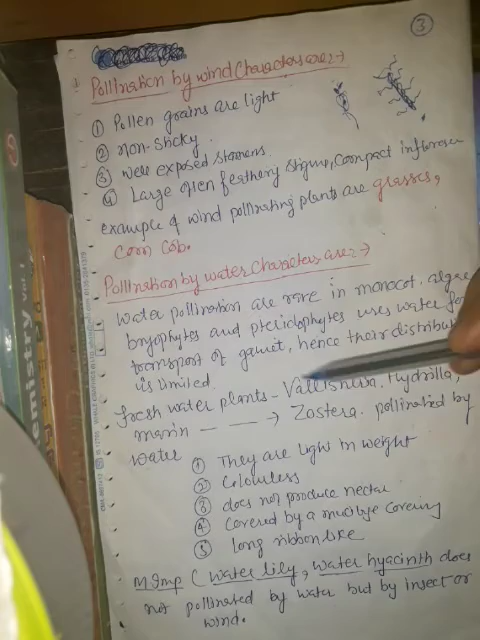 3
Pollination by wind Characters are:→
① Pollen grains are light
② non-sticky.
③ well exposed stamens
④ Large open feathery stigma, compact inflorescen
example of wind pollinating plants are grasses,
Corn Cob.
Pollination by water Characters are:→
Water pollination are rare in monocot. algae
bryophytes and pteridophytes uses water for
transport of gamet, hence their distribut
is limited.
fresh water plants - Vallisneria, Hydrilla,
marin — — → Zostera. pollinated by
water
① They are light in weight
② Colourless
③ does not produce nectar
④ covered by a mucilage covering
⑤ long ribbon like
M.Imp ( Water lily, water hyacinth does
not pollinated by water but by insect or
wind.